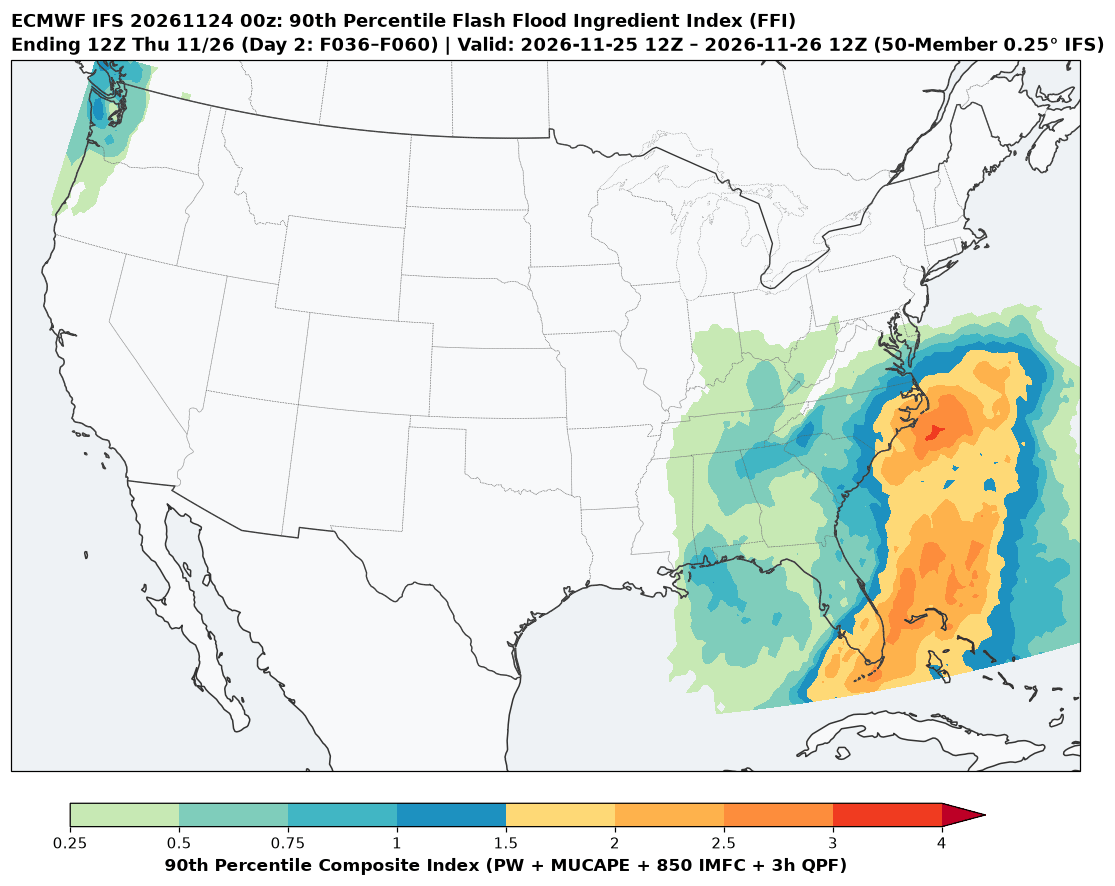 ECMWF IFS 20261124 00z: 90th Percentile Flash Flood Ingredient Index (FFI)
Ending 12Z Thu 11/26 (Day 2: F036–F060) | Valid: 2026-11-25 12Z – 2026-11-26 12Z (50-Member 0.25° IFS)
0.25 0.5 0.75 1 1.5 2 2.5 3 4
90th Percentile Composite Index (PW + MUCAPE + 850 IMFC + 3h QPF)